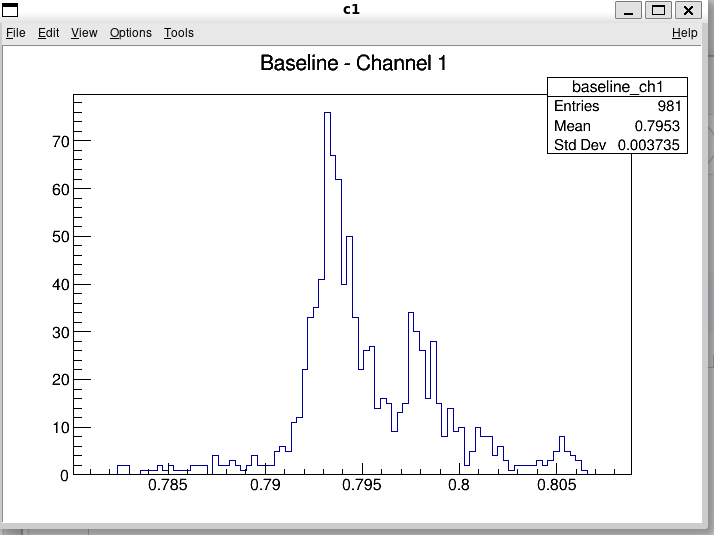 c1
File Edit View Options Tools Help
Baseline - Channel 1
baseline_ch1
Entries 981
Mean 0.7953
Std Dev 0.003735
70
60
50
40
30
20
10
0
0.785 0.79 0.795 0.8 0.805